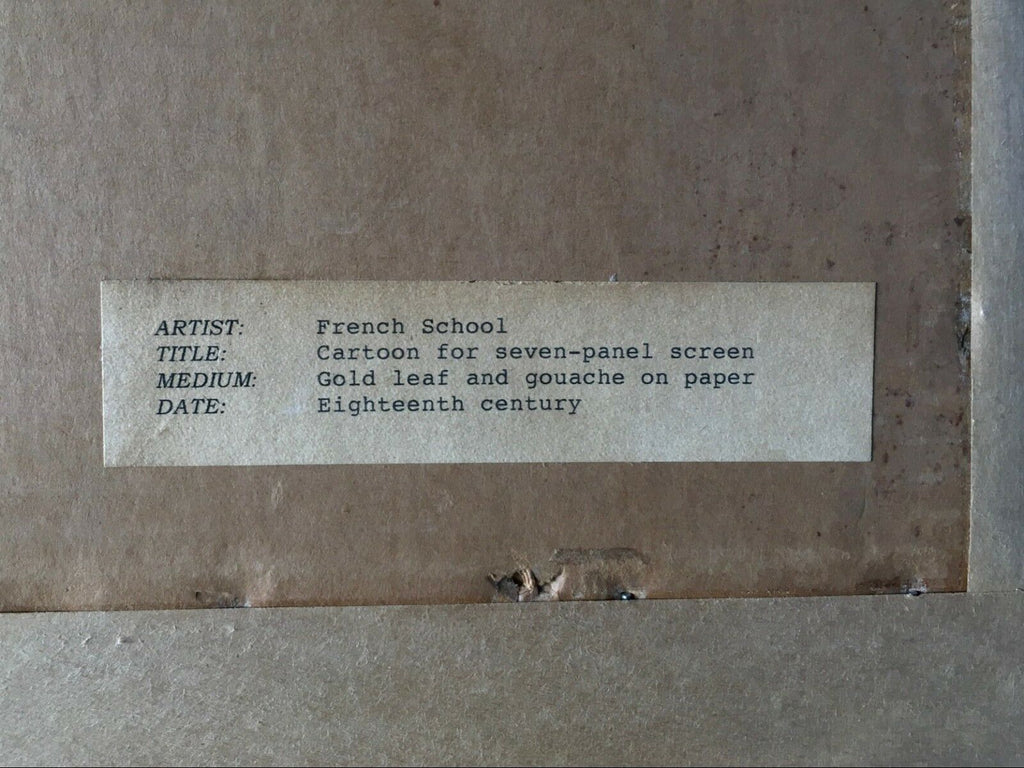 ARTIST: French School
TITLE: Cartoon for seven-panel screen
MEDIUM: Gold leaf and gouache on paper
DATE: Eighteenth century